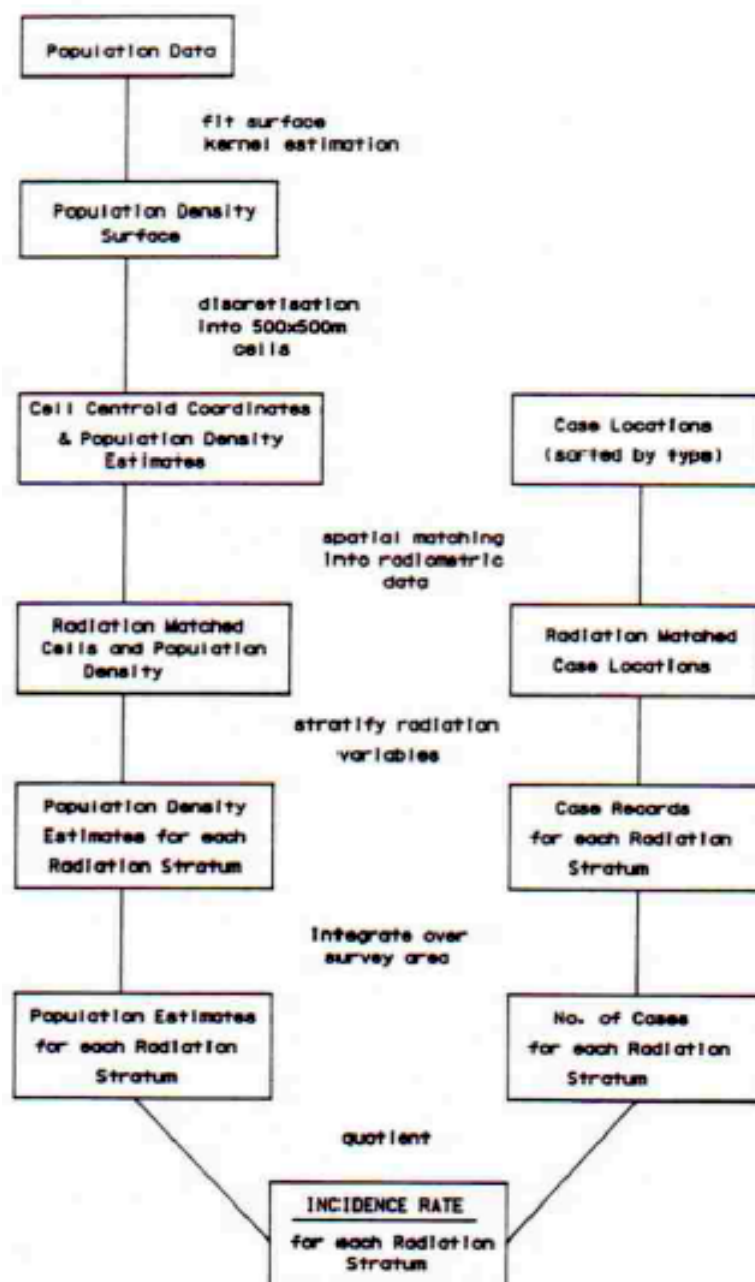 Population Data
fit surface
kernel estimation
Population Density
Surface
discretisation
into 500x500m
cells
Cell Centroid Coordinates
& Population Density
Estimates
Case Locations
(sorted by type)
spatial matching
into radiometric
data
Radiation Matched
Cells and Population
Density
Radiation Matched
Case Locations
stratify radiation
variables
Population Density
Estimates for each
Radiation Stratum
Case Records
for each Radiation
Stratum
Integrate over
survey area
Population Estimates
for each Radiation
Stratum
No. of Cases
for each Radiation
Stratum
quotient
INCIDENCE RATE
for each Radiation
Stratum